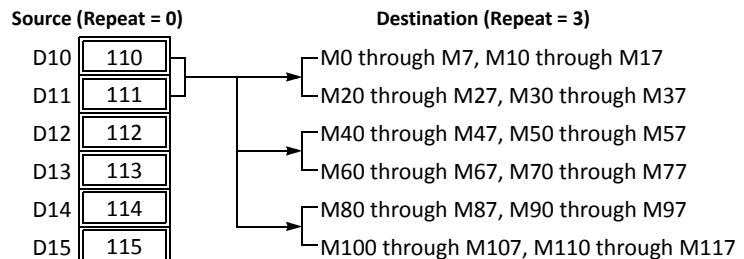 Source (Repeat = 0) Destination (Repeat = 3)
D10 110 M0 through M7, M10 through M17
D11 111 M20 through M27, M30 through M37
D12 112 M40 through M47, M50 through M57
D13 113 M60 through M67, M70 through M77
D14 114 M80 through M87, M90 through M97
D15 115 M100 through M107, M110 through M117